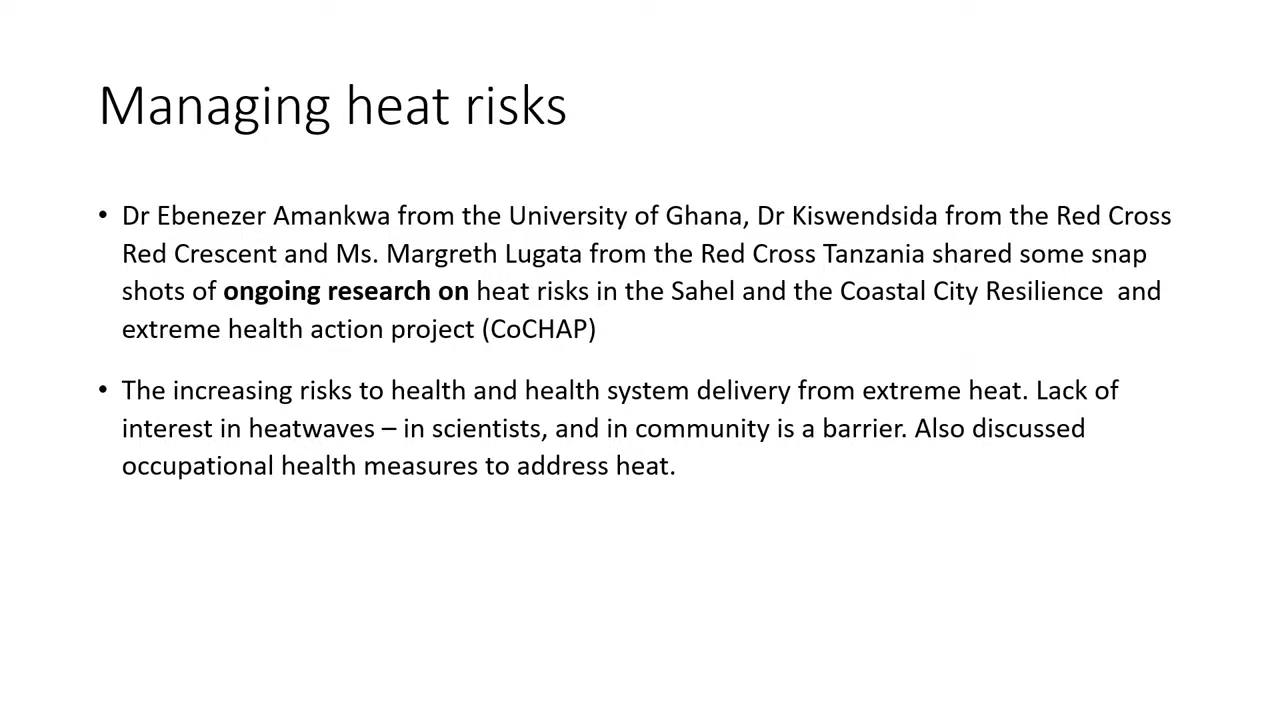 Managing heat risks
• Dr Ebenezer Amankwa from the University of Ghana, Dr Kiswendsida from the Red Cross
Red Crescent and Ms. Margreth Lugata from the Red Cross Tanzania shared some snap
shots of ongoing research on heat risks in the Sahel and the Coastal City Resilience  and
extreme health action project (CoCHAP)
• The increasing risks to health and health system delivery from extreme heat. Lack of
interest in heatwaves – in scientists, and in community is a barrier. Also discussed
occupational health measures to address heat.